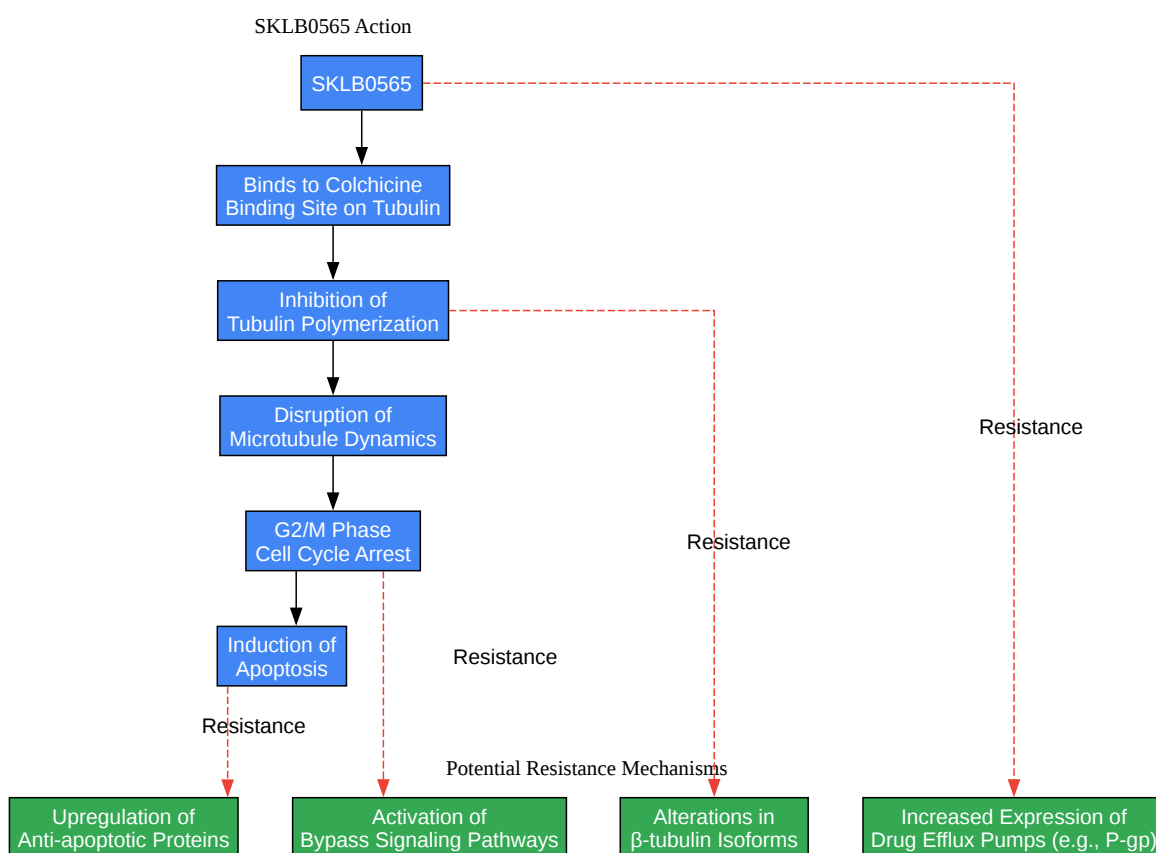 SKLB0565 Action
SKLB0565
Binds to Colchicine
Binding Site on Tubulin
Inhibition of
Tubulin Polymerization
Disruption of
Microtubule Dynamics
Resistance
G2/M Phase
Cell Cycle Arrest
Resistance
Induction of
Apoptosis
Resistance
Resistance
Potential Resistance Mechanisms
Upregulation of
Anti-apoptotic Proteins
Activation of
Bypass Signaling Pathways
Alterations in
β-tubulin Isoforms
Increased Expression of
Drug Efflux Pumps (e.g., P-gp)